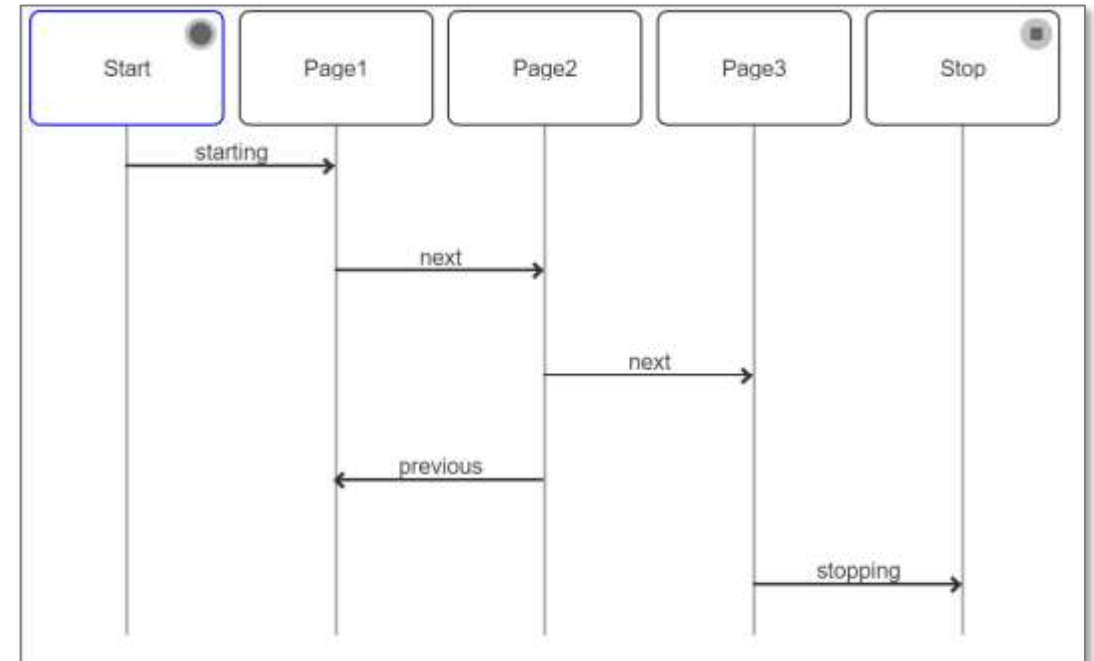 Start
Page1
Page2
Page3
Stop
starting
next
next
previous
stopping